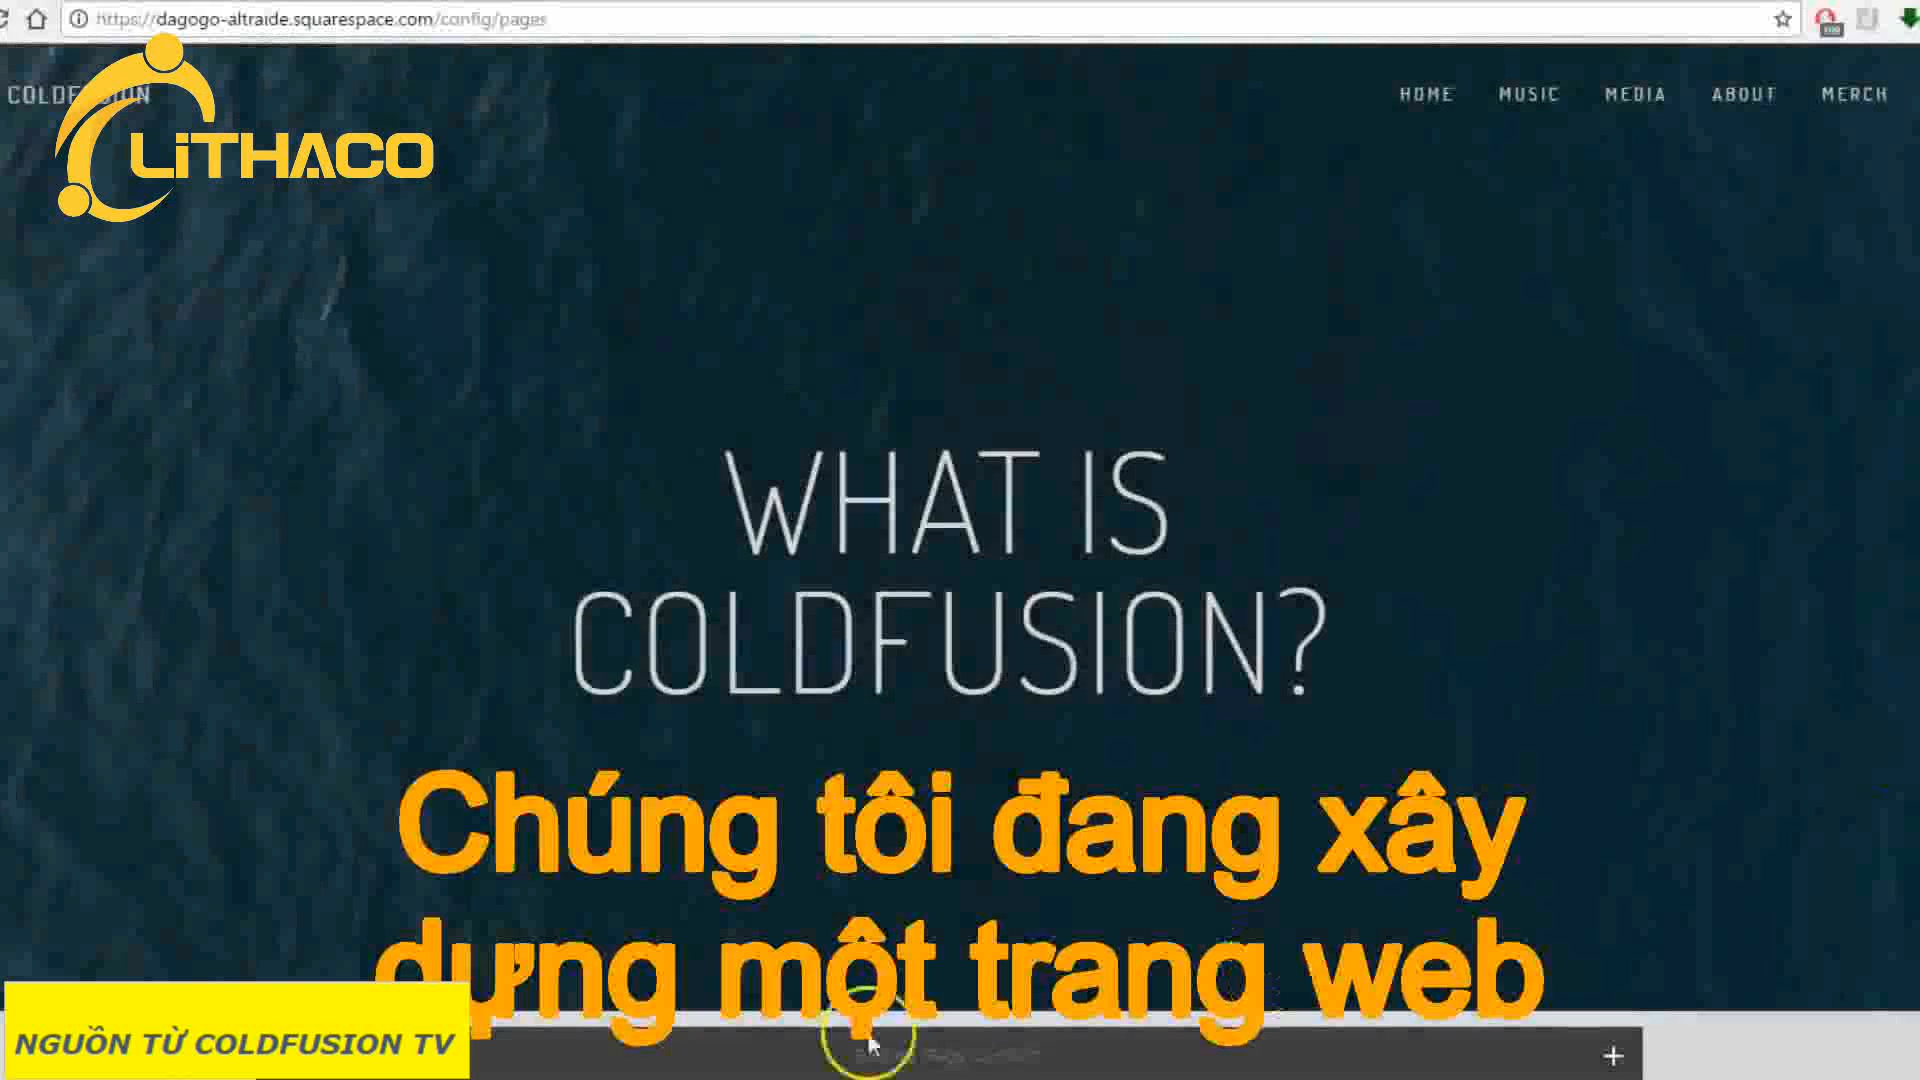 https://dagogo-altraide.squarespace.com/config/pages
COLDFUSION
HOME MUSIC MEDIA ABOUT MERCH
LiTHACO
WHAT IS
COLDFUSION?
Chúng tôi đang xây
dựng một trang web
NGUỒN TỪ COLDFUSION TV